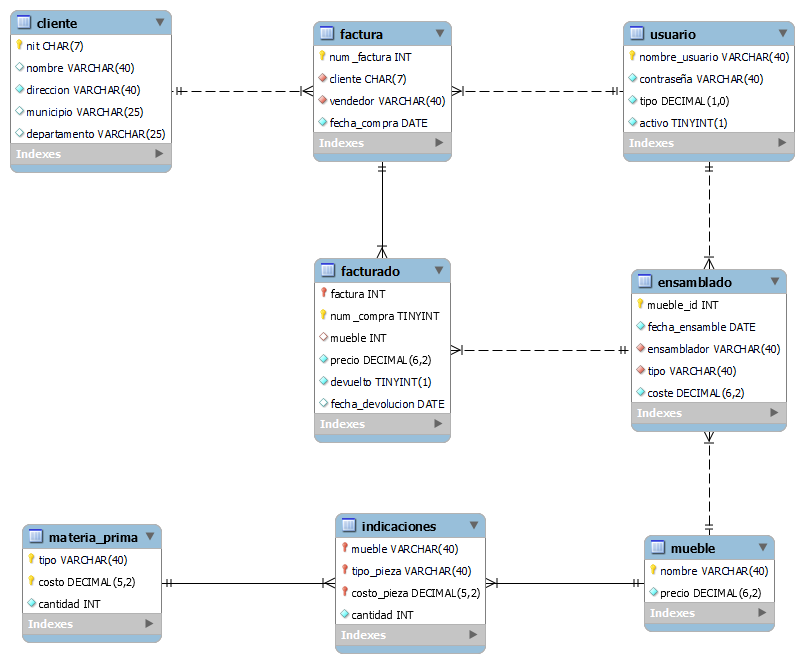 cliente
nit CHAR(7)
nombre VARCHAR(40)
direccion VARCHAR(40)
municipio VARCHAR(25)
departamento VARCHAR(25)
Indexes
factura
num_factura INT
cliente CHAR(7)
vendedor VARCHAR(40)
fecha_compra DATE
Indexes
usuario
nombre_usuario VARCHAR(40)
contraseña VARCHAR(40)
tipo DECIMAL(1,0)
activo TINYINT(1)
Indexes
facturado
factura INT
num_compra TINYINT
mueble INT
precio DECIMAL(6,2)
devuelto TINYINT(1)
fecha_devolucion DATE
Indexes
ensamblado
mueble_id INT
fecha_ensamble DATE
ensamblador VARCHAR(40)
tipo VARCHAR(40)
coste DECIMAL(6,2)
Indexes
materia_prima
tipo VARCHAR(40)
costo DECIMAL(5,2)
cantidad INT
Indexes
indicaciones
mueble VARCHAR(40)
tipo_pieza VARCHAR(40)
costo_pieza DECIMAL(5,2)
cantidad INT
Indexes
mueble
nombre VARCHAR(40)
precio DECIMAL(6,2)
Indexes